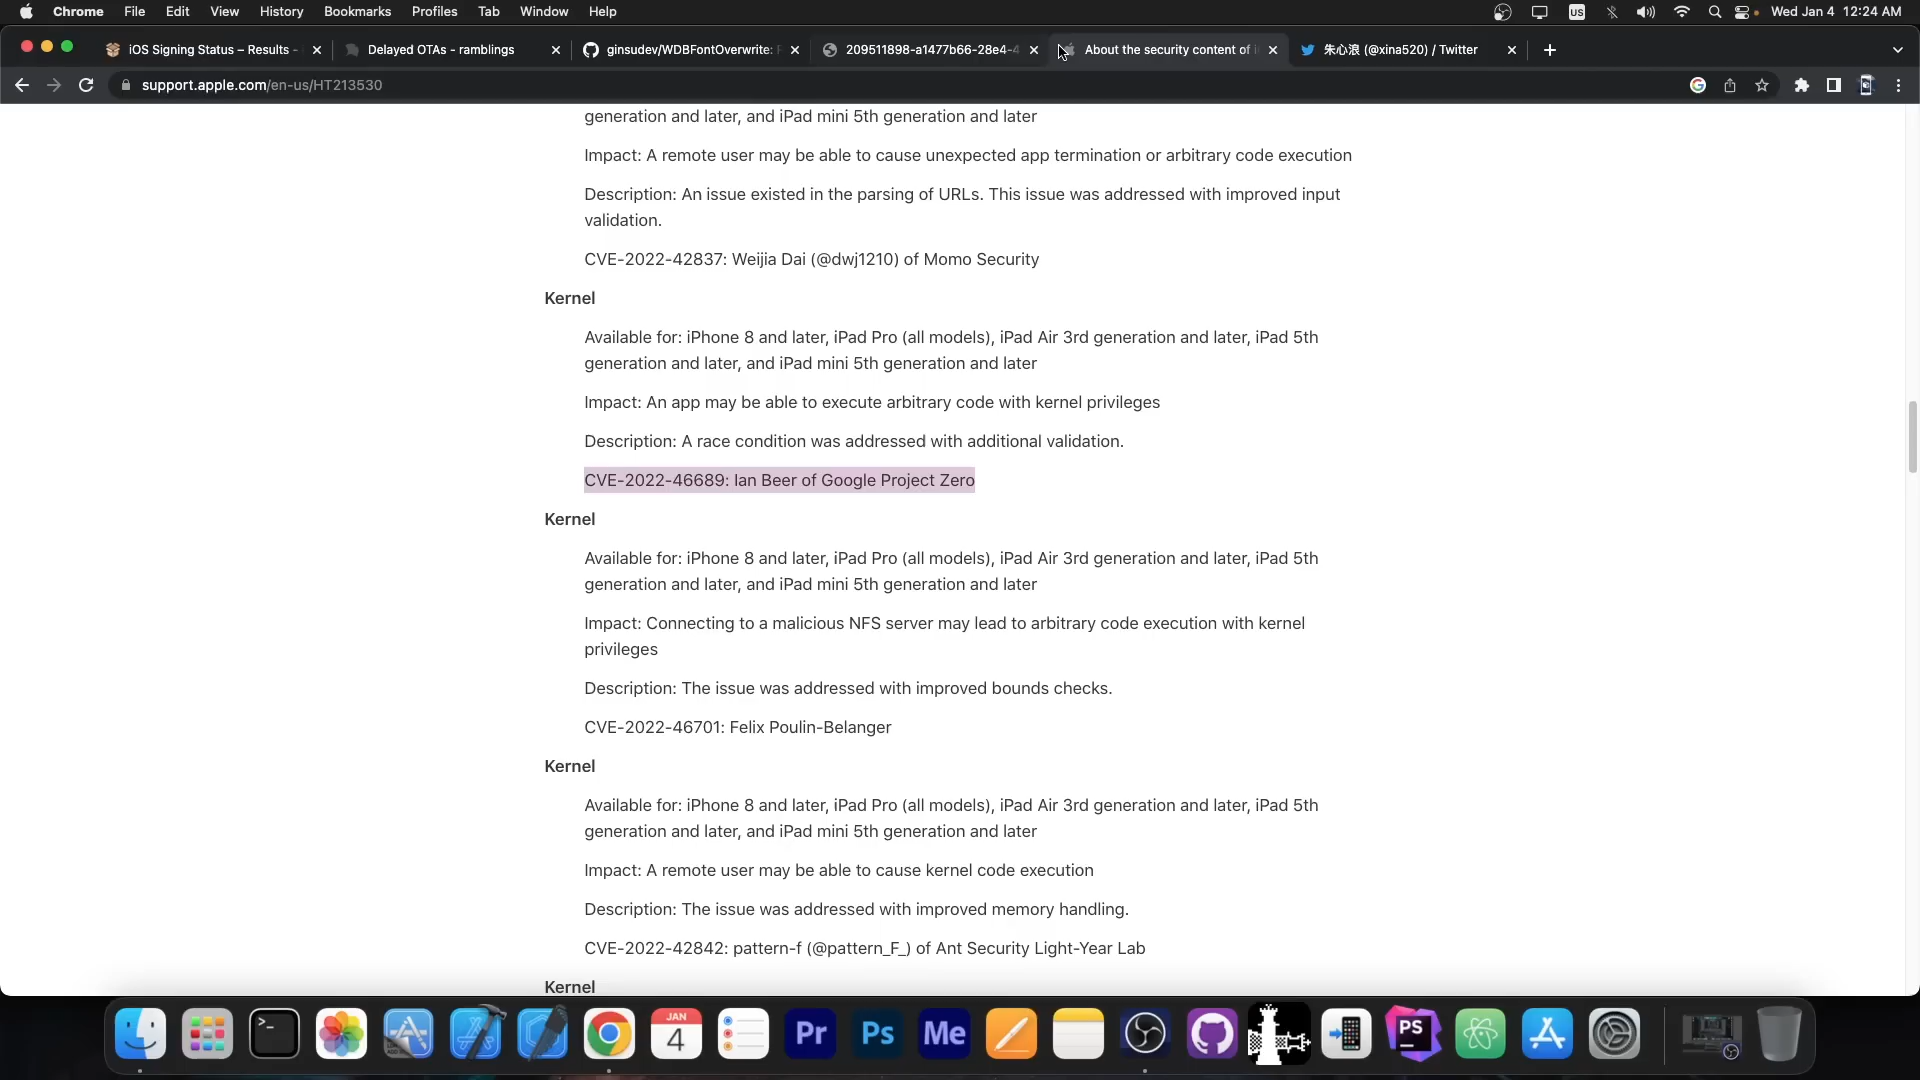 Chrome File Edit View History Bookmarks Profiles Tab Window Help US Wed Jan 4 12:24 AM
iOS Signing Status – Results - Delayed OTAs - ramblings ginsudev/WDBFontOverwrite: 209511898-a1477b66-28e4-4 About the security content of 朱心浪 (@xina520) / Twitter
support.apple.com/en-us/HT213530
generation and later, and iPad mini 5th generation and later
Impact: A remote user may be able to cause unexpected app termination or arbitrary code execution
Description: An issue existed in the parsing of URLs. This issue was addressed with improved input
validation.
CVE-2022-42837: Weijia Dai (@dwj1210) of Momo Security
Kernel
Available for: iPhone 8 and later, iPad Pro (all models), iPad Air 3rd generation and later, iPad 5th
generation and later, and iPad mini 5th generation and later
Impact: An app may be able to execute arbitrary code with kernel privileges
Description: A race condition was addressed with additional validation.
CVE-2022-46689: Ian Beer of Google Project Zero
Kernel
Available for: iPhone 8 and later, iPad Pro (all models), iPad Air 3rd generation and later, iPad 5th
generation and later, and iPad mini 5th generation and later
Impact: Connecting to a malicious NFS server may lead to arbitrary code execution with kernel
privileges
Description: The issue was addressed with improved bounds checks.
CVE-2022-46701: Felix Poulin-Belanger
Kernel
Available for: iPhone 8 and later, iPad Pro (all models), iPad Air 3rd generation and later, iPad 5th
generation and later, and iPad mini 5th generation and later
Impact: A remote user may be able to cause kernel code execution
Description: The issue was addressed with improved memory handling.
CVE-2022-42842: pattern-f (@pattern_F_) of Ant Security Light-Year Lab
Kernel
JAN
4
Pr Ps Me PS